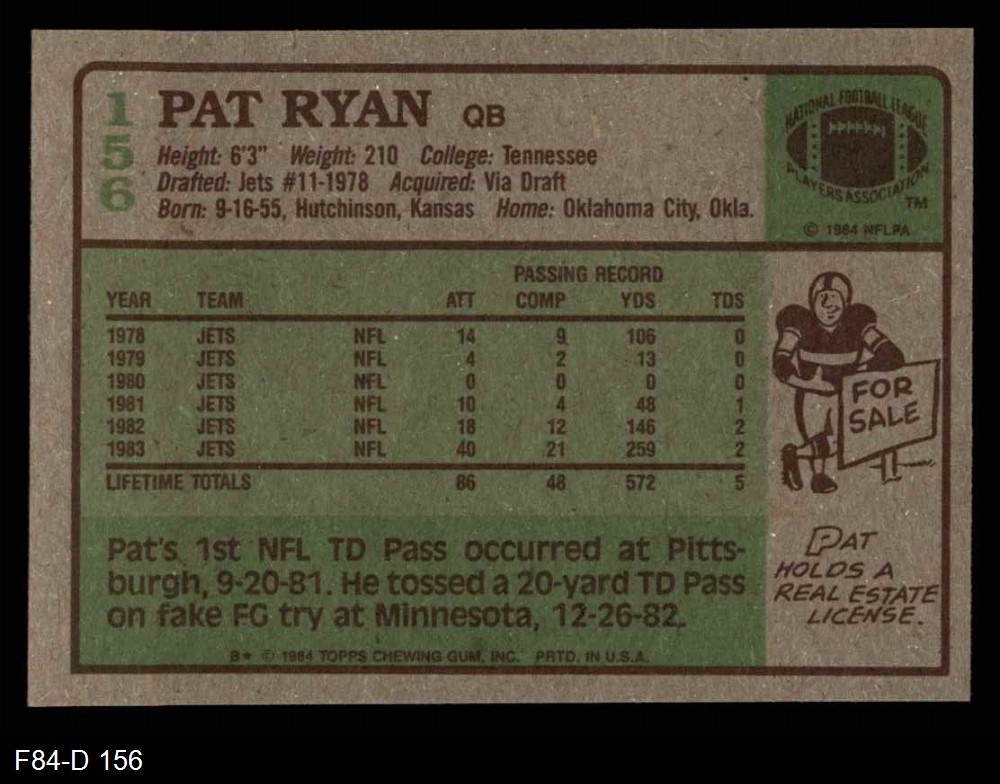 156
PAT RYAN QB
Height: 6'3" Weight: 210 College: Tennessee
Drafted: Jets #11-1978 Acquired: Via Draft
Born: 9-16-55, Hutchinson, Kansas Home: Oklahoma City, Okla.
NATIONAL FOOTBALL LEAGUE
PLAYERS ASSOCIATION
TM
© 1984 NFLPA
PASSING RECORD
YEAR TEAM ATT COMP YDS TDS
1978 JETS NFL 14 9 106 0
1979 JETS NFL 4 2 13 0
1980 JETS NFL 0 0 0 0
1981 JETS NFL 10 4 48 1
1982 JETS NFL 18 12 146 2
1983 JETS NFL 40 21 259 2
LIFETIME TOTALS 86 48 572 5
FOR
SALE
Pat's 1st NFL TD Pass occurred at Pitts-
burgh, 9-20-81. He tossed a 20-yard TD Pass
on fake FG try at Minnesota, 12-26-82.
PAT
HOLDS A
REAL ESTATE
LICENSE.
B* © 1984 TOPPS CHEWING GUM, INC. PRTD. IN U.S.A.
F84-D 156